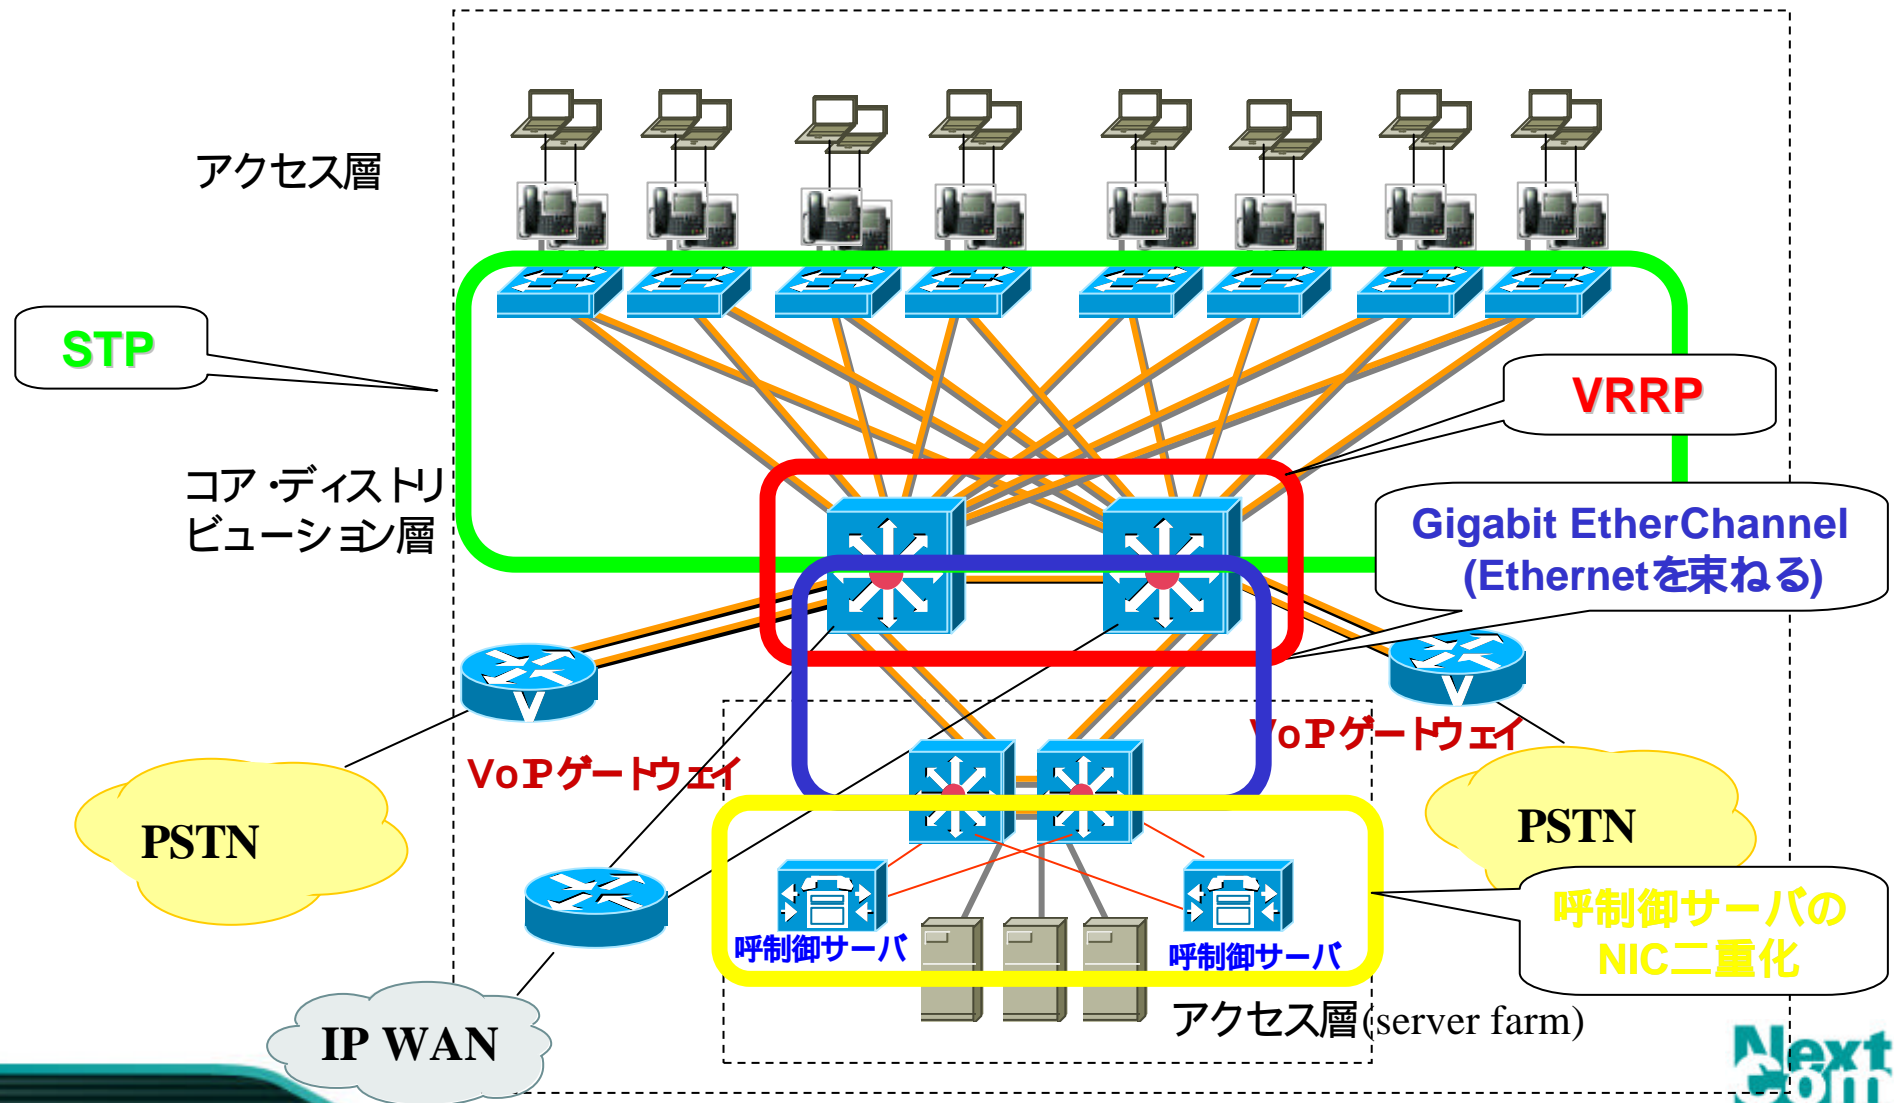 アクセス層
STP
VRRP
コア・ディストリ
ビューション層
Gigabit EtherChannel
(Ethernetを束ねる)
V
V
VoPゲートウェイ
VoPゲートウェイ
PSTN
PSTN
呼制御サーバ
呼制御サーバ
呼制御サーバの
NIC二重化
アクセス層(server farm)
IP WAN
Next
Com